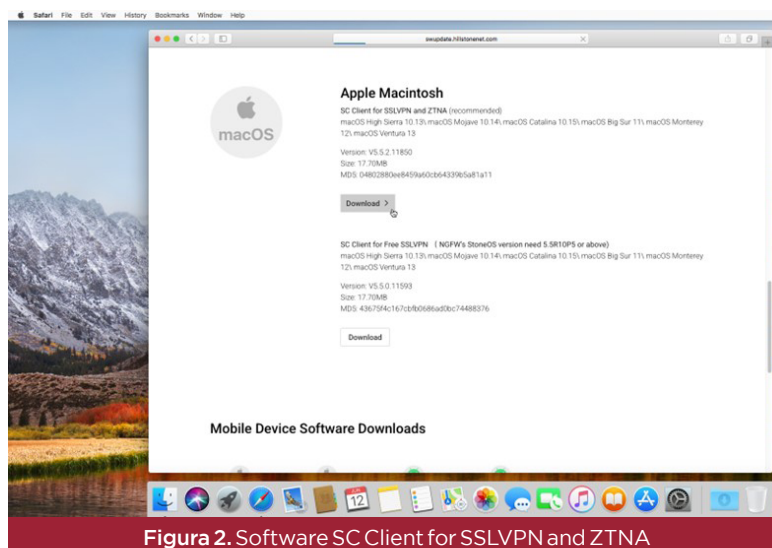 Safari File Edit View History Bookmarks Window Help
swupdate.hillstonenet.com
macOS
Apple Macintosh
SC Client for SSLVPN and ZTNA (recommended)
macOS High Sierra 10.13\ macOS Mojave 10.14\ macOS Catalina 10.15\ macOS Big Sur 11\ macOS Monterey
12\ macOS Ventura 13
Version: V5.5.2.11850
Size: 17.70MB
MD5: 04802880ee8459a60cb64339b5a81a11
Download >
SC Client for Free SSLVPN ( NGFW's StoneOS version need 5.5R10P5 or above)
macOS High Sierra 10.13\ macOS Mojave 10.14\ macOS Catalina 10.15\ macOS Big Sur 11\ macOS Monterey
12\ macOS Ventura 13
Version: V5.5.0.11593
Size: 17.70MB
MD5: 43675f4c167cbfb0686ad0bc74488376
Download
Mobile Device Software Downloads
12
Figura 2. Software SC Client for SSLVPN and ZTNA